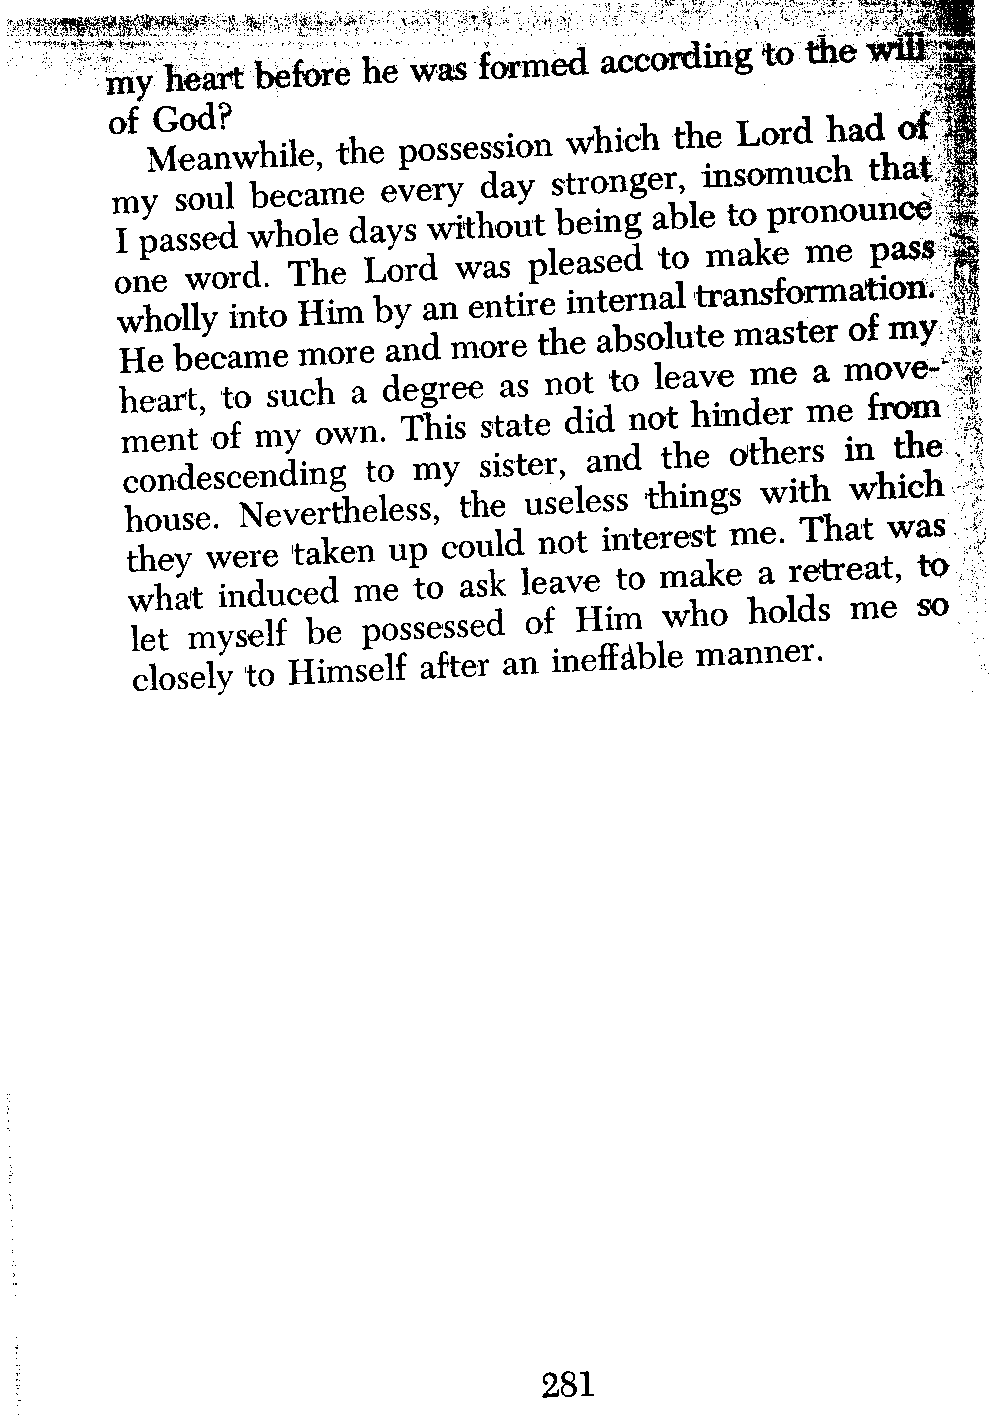 my heart before he was formed according to the will
of God?
Meanwhile, the possession which the Lord had of
my soul became every day stronger, insomuch that
I passed whole days without being able to pronounce
one word. The Lord was pleased to make me pass
wholly into Him by an entire internal transformation.
He became more and more the absolute master of my
heart, to such a degree as not to leave me a move-
ment of my own. This state did not hinder me from
condescending to my sister, and the others in the
house. Nevertheless, the useless things with which
they were taken up could not interest me. That was
what induced me to ask leave to make a retreat, to
let myself be possessed of Him who holds me so
closely to Himself after an ineffable manner.
281